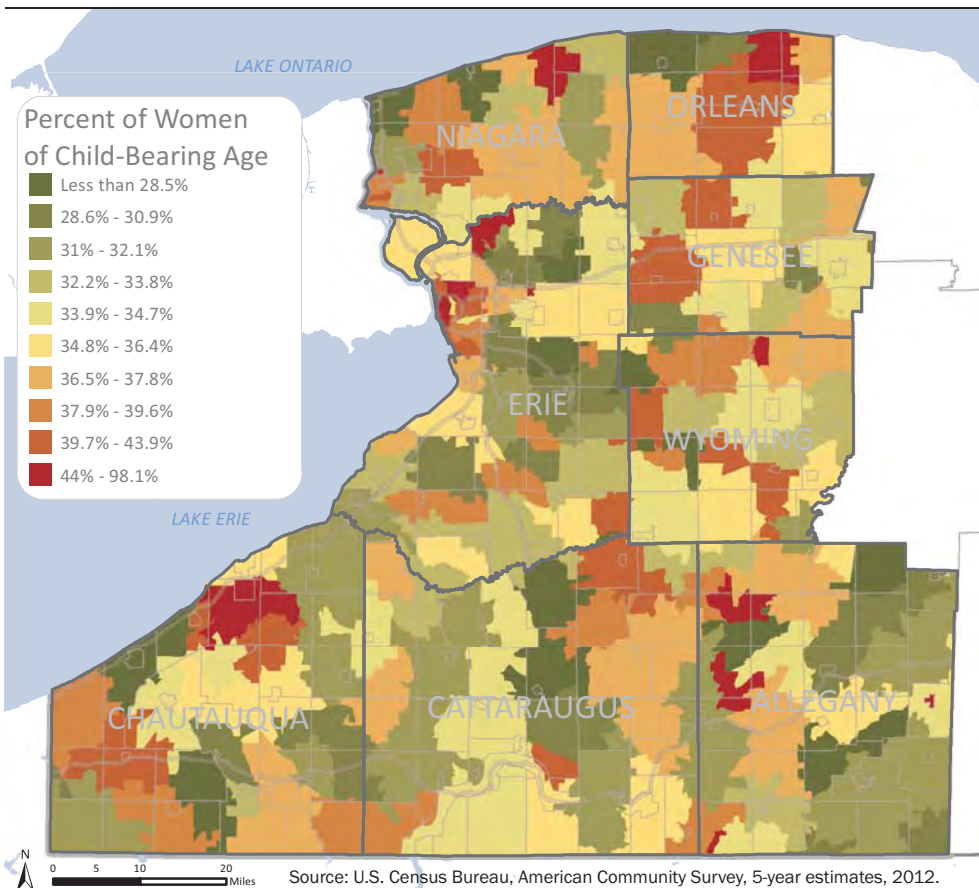 LAKE ONTARIO
Percent of Women
of Child-Bearing Age
Less than 28.5%
28.6% - 30.9%
31% - 32.1%
32.2% - 33.8%
33.9% - 34.7%
34.8% - 36.4%
36.5% - 37.8%
37.9% - 39.6%
39.7% - 43.9%
44% - 98.1%
NIAGARA
ORLEANS
GENESEE
ERIE
WYOMING
LAKE ERIE
CHAUTAUQUA
CATTARAUGUS
ALLEGANY
N
0 5 10 20
Miles
Source: U.S. Census Bureau, American Community Survey, 5-year estimates, 2012.